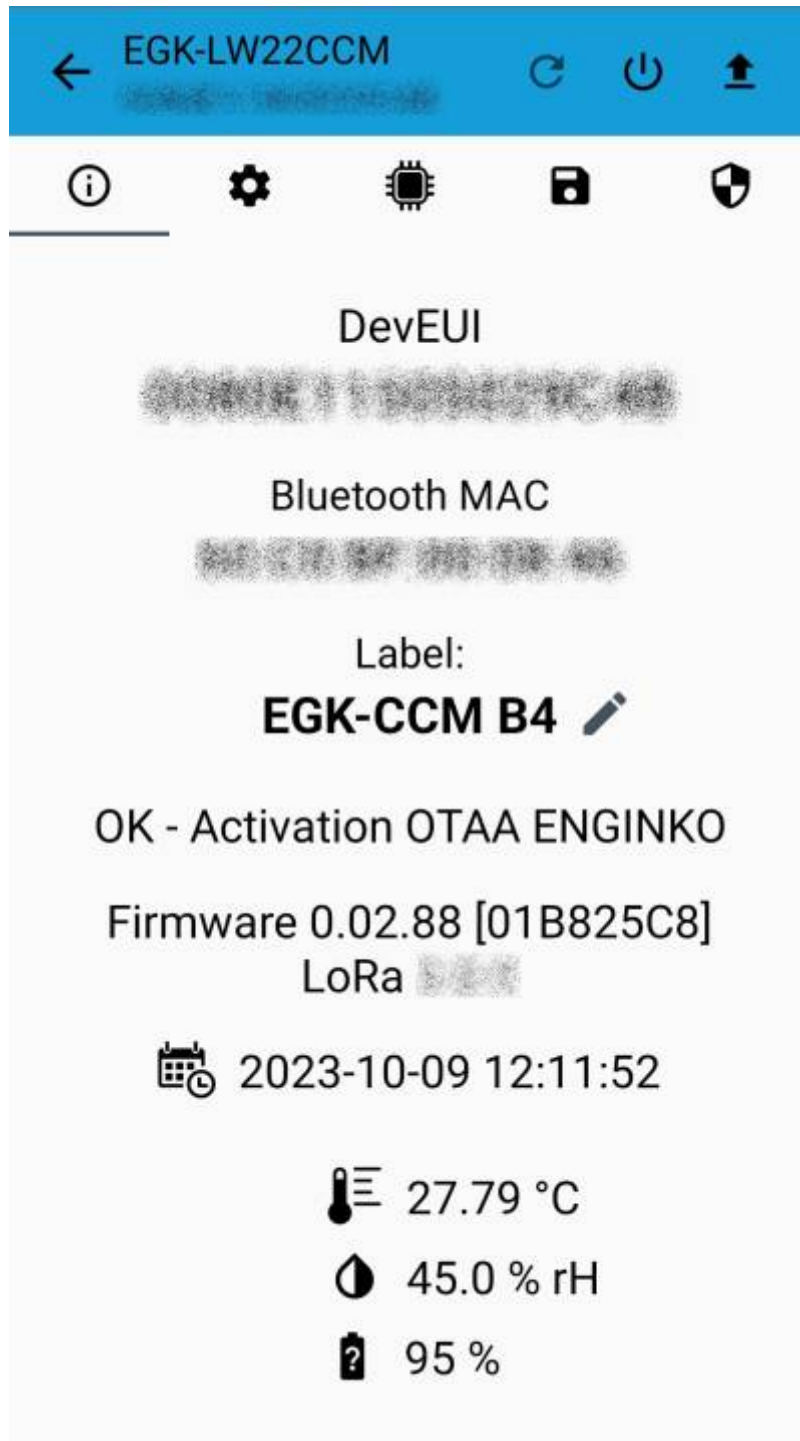 EGK-LW22CCM
DevEUI
Bluetooth MAC
Label:
EGK-CCM B4
OK - Activation OTAA ENGINKO
Firmware 0.02.88 [01B825C8]
LoRa
2023-10-09 12:11:52
27.79 °C
45.0 % rH
95 %